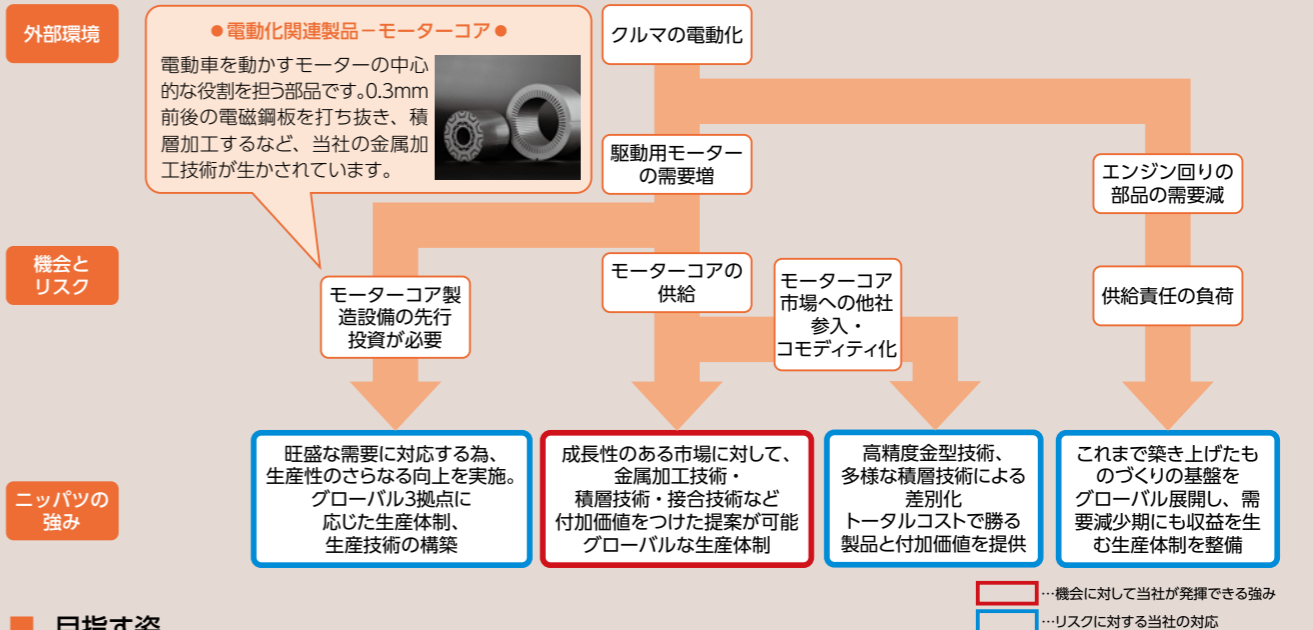 外部環境
●電動化関連製品－モーターコア●
電動車を動かすモーターの中心
的な役割を担う部品です。0.3mm
前後の電磁鋼板を打ち抜き、積
層加工するなど、当社の金属加
工技術が生かされています。
クルマの電動化
駆動用モーター
の需要増
エンジン回りの
部品の需要減
機会と
リスク
モーターコア製
造設備の先行
投資が必要
モーターコアの
供給
モーターコア
市場への他社
参入・
コモディティ化
供給責任の負荷
ニッパツの
強み
旺盛な需要に対応する為、
生産性のさらなる向上を実施。
グローバル3拠点に
応じた生産体制、
生産技術の構築
成長性のある市場に対して、
金属加工技術・
積層技術・接合技術など
付加価値をつけた提案が可能
グローバルな生産体制
高精度金型技術、
多様な積層技術による
差別化
トータルコストで勝る
製品と付加価値を提供
これまで築き上げたも
のづくりの基盤を
グローバル展開し、需
要減少期にも収益を生
む生産体制を整備
…機会に対して当社が発揮できる強み
…リスクに対する当社の対応
目指す姿